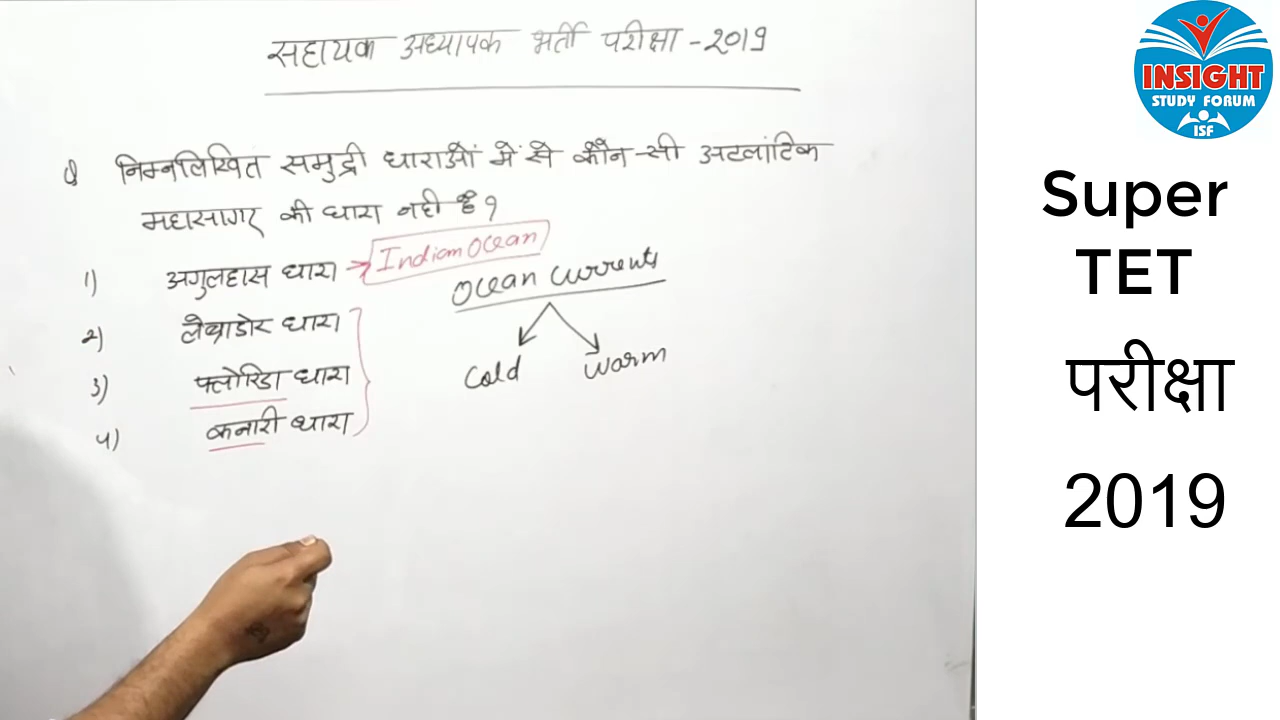 सहायक अध्यापक भर्ती परीक्षा - 2019
Q निम्नलिखित समुद्री धाराओं में से कौन-सी अटलांटिक
महासागर की धारा नही है ?
1) अगुलहास धारा → Indian Ocean
2) लेब्राडोर धारा
3) फ्लोरिडा धारा
4) कनारी धारा
Ocean Currents
Cold Warm
INSIGHT
STUDY FORUM
ISF
Super
TET
परीक्षा
2019